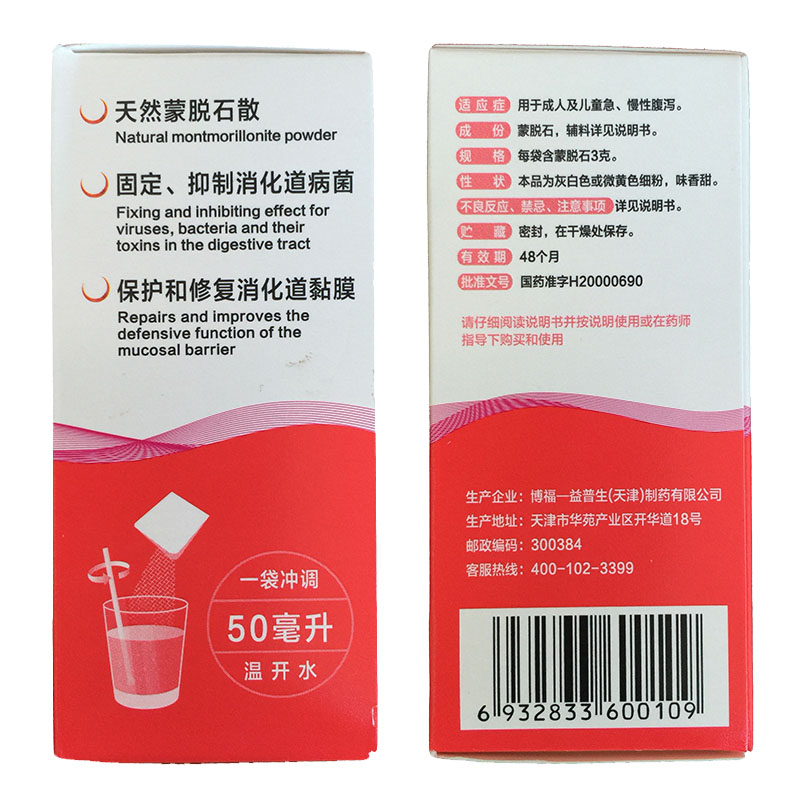 天然蒙脱石散
Natural montmorillonite powder
固定、抑制消化道病菌
Fixing and inhibiting effect for
viruses, bacteria and their
toxins in the digestive tract
保护和修复消化道黏膜
Repairs and improves the
defensive function of the
mucosal barrier
一袋冲调
50毫升
温开水
适应症 用于成人及儿童急、慢性腹泻。
成份 蒙脱石，辅料详见说明书。
规格 每袋含蒙脱石3克。
性状 本品为灰白色或微黄色细粉，味香甜。
不良反应、禁忌、注意事项 详见说明书。
贮藏 密封，在干燥处保存。
有效期 48个月
批准文号 国药准字H20000690
请仔细阅读说明书并按说明使用或在药师
指导下购买和使用
生产企业：博福—益普生(天津)制药有限公司
生产地址：天津市华苑产业区开华道18号
邮政编码：300384
客服热线：400-102-3399
6 932833 600109